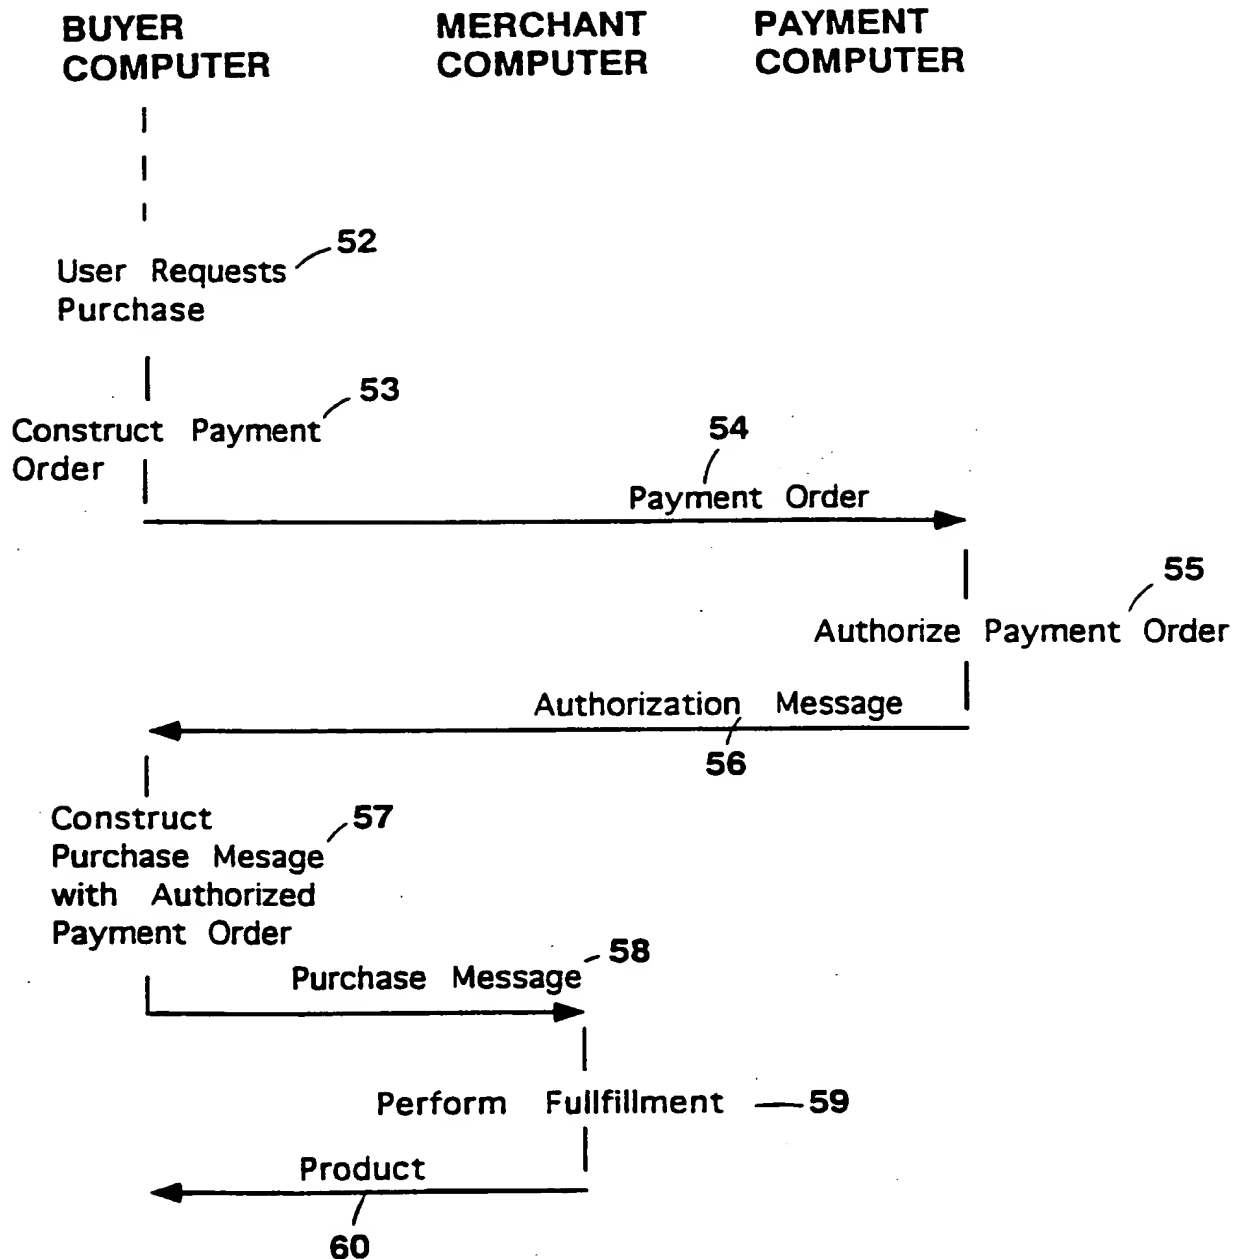 BUYER
COMPUTER
MERCHANT
COMPUTER
PAYMENT
COMPUTER
52
User Requests
Purchase
53
Construct Payment
Order
54
Payment Order
55
Authorize Payment Order
Authorization Message
56
Construct
57
Purchase Mesage
with Authorized
Payment Order
58
Purchase Message
Perform Fullfillment
59
Product
60